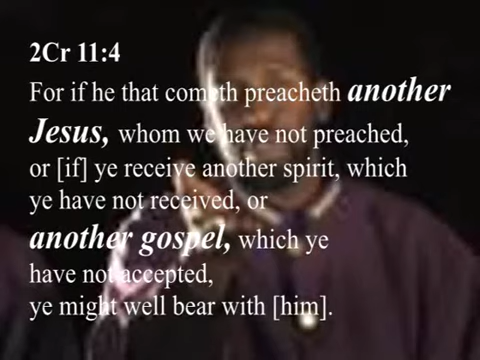 2Cr 11:4
For if he that cometh preacheth another
Jesus, whom we have not preached,
or [if] ye receive another spirit, which
ye have not received, or
another gospel, which ye
have not accepted,
ye might well bear with [him].